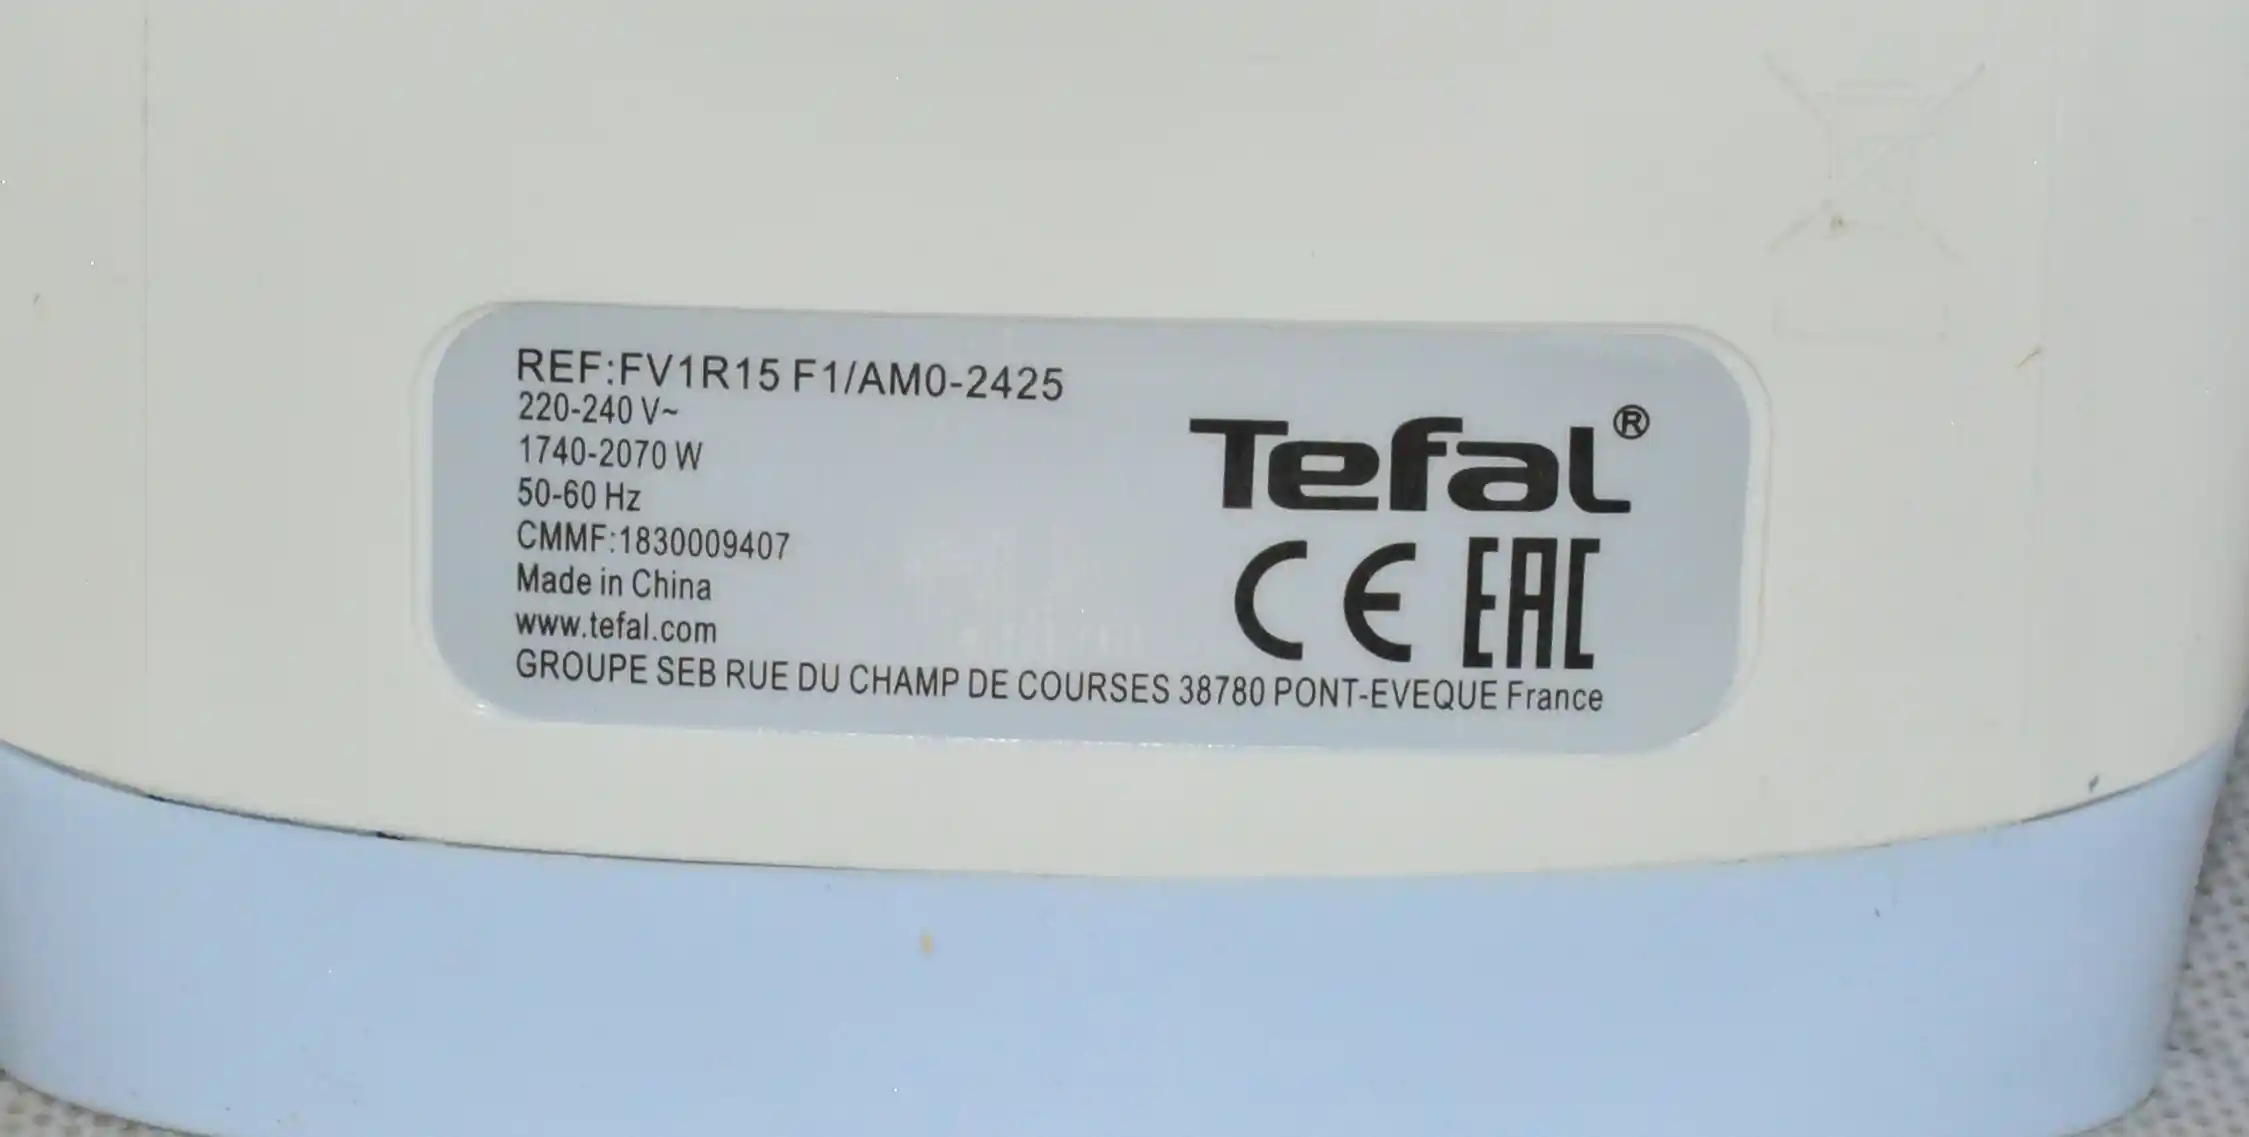 REF:FV1R15 F1/AM0-2425
220-240 V~
1740-2070 W
50-60 Hz
CMMF:1830009407
Made in China
www.tefal.com
GROUPE SEB RUE DU CHAMP DE COURSES 38780 PONT-EVEQUE France
Tefal®
CE EAC